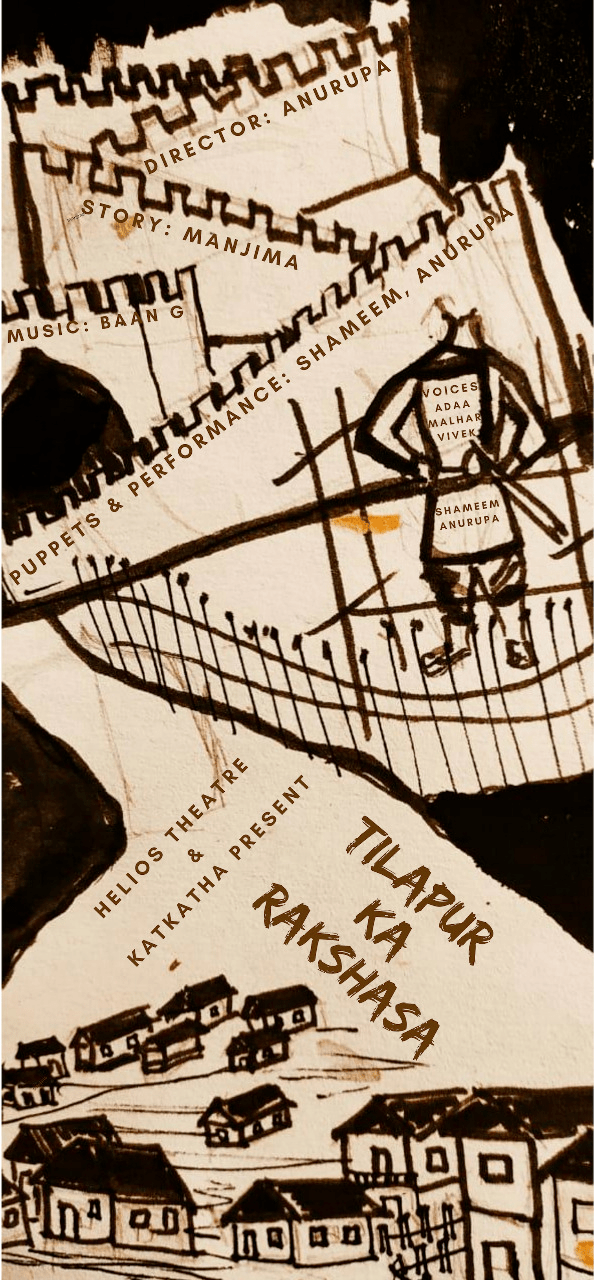 DIRECTOR: ANURUPA
STORY: MANJIMA
MUSIC: BAAN G
PUPPETS & PERFORMANCE: SHAMEEM, ANURUPA
VOICES
ADAA
MALHAR
VIVEK
SHAMEEM
ANURUPA
HELIOS THEATRE
&
KATKATHA PRESENT
TILAPUR
KA
RAKSHASA